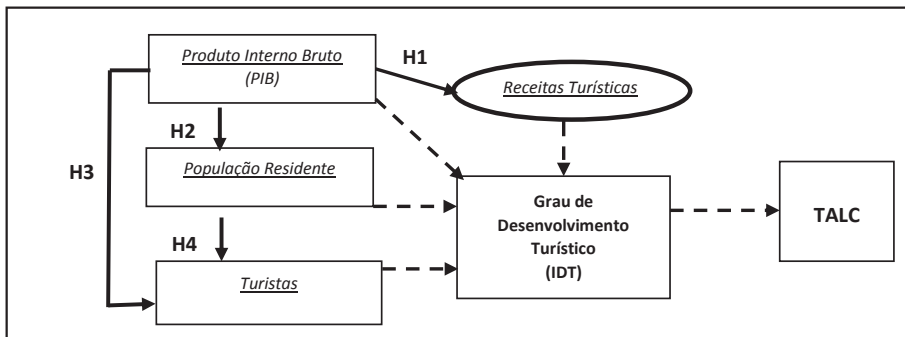 Produto Interno Bruto
(PIB)
H1
Receitas Turísticas
H2
H3
População Residente
Grau de
Desenvolvimento
Turístico
(IDT)
TALC
H4
Turistas